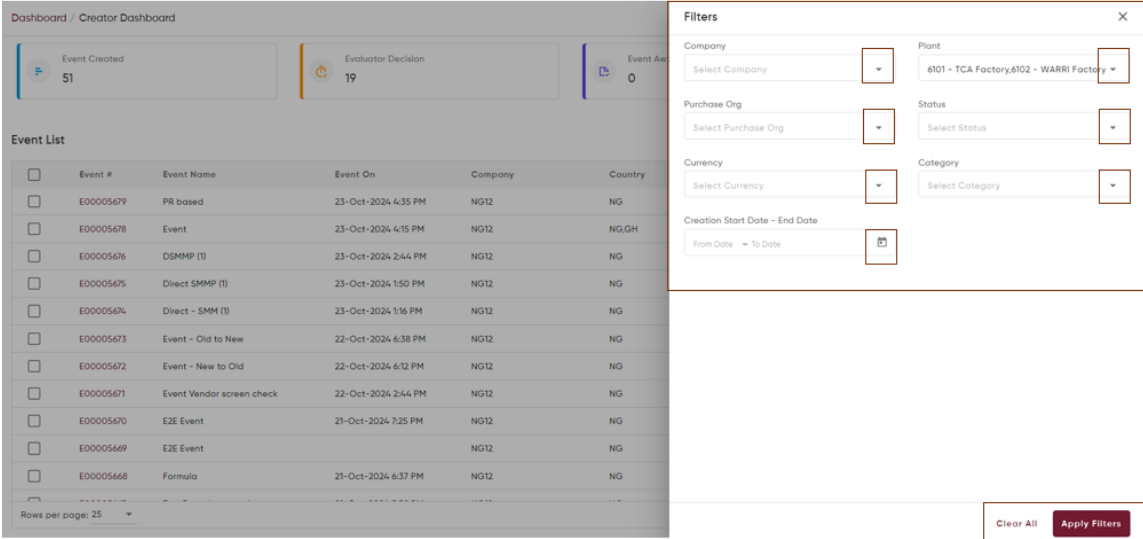 Dashboard / Creator Dashboard
Event Created
51
Evaluator Decision
19
Event Aw
0
Event List
Event # Event Name Event On Company Country
E00005679 PR based 23-Oct-2024 4:35 PM NG12 NG
E00005678 Event 23-Oct-2024 4:15 PM NG12 NG,GH
E00005676 DSMMP (1) 23-Oct-2024 2:44 PM NG12 NG
E00005675 Direct SMMP (1) 23-Oct-2024 1:50 PM NG12 NG
E00005674 Direct - SMM (1) 23-Oct-2024 1:16 PM NG12 NG
E00005673 Event - Old to New 22-Oct-2024 6:38 PM NG12 NG
E00005672 Event - New to Old 22-Oct-2024 6:12 PM NG12 NG
E00005671 Event Vendor screen check 22-Oct-2024 2:44 PM NG12 NG
E00005670 E2E Event 21-Oct-2024 7:25 PM NG12 NG
E00005669 E2E Event NG12 NG
E00005668 Formula 21-Oct-2024 6:37 PM NG12 NG
Rows per page: 25
Filters
Company Plant
Select Company 6101 - TCA Factory,6102 - WARRI Factory
Purchase Org Status
Select Purchase Org Select Status
Currency Category
Select Currency Select Category
Creation Start Date - End Date
From Date – To Date
Clear All Apply Filters